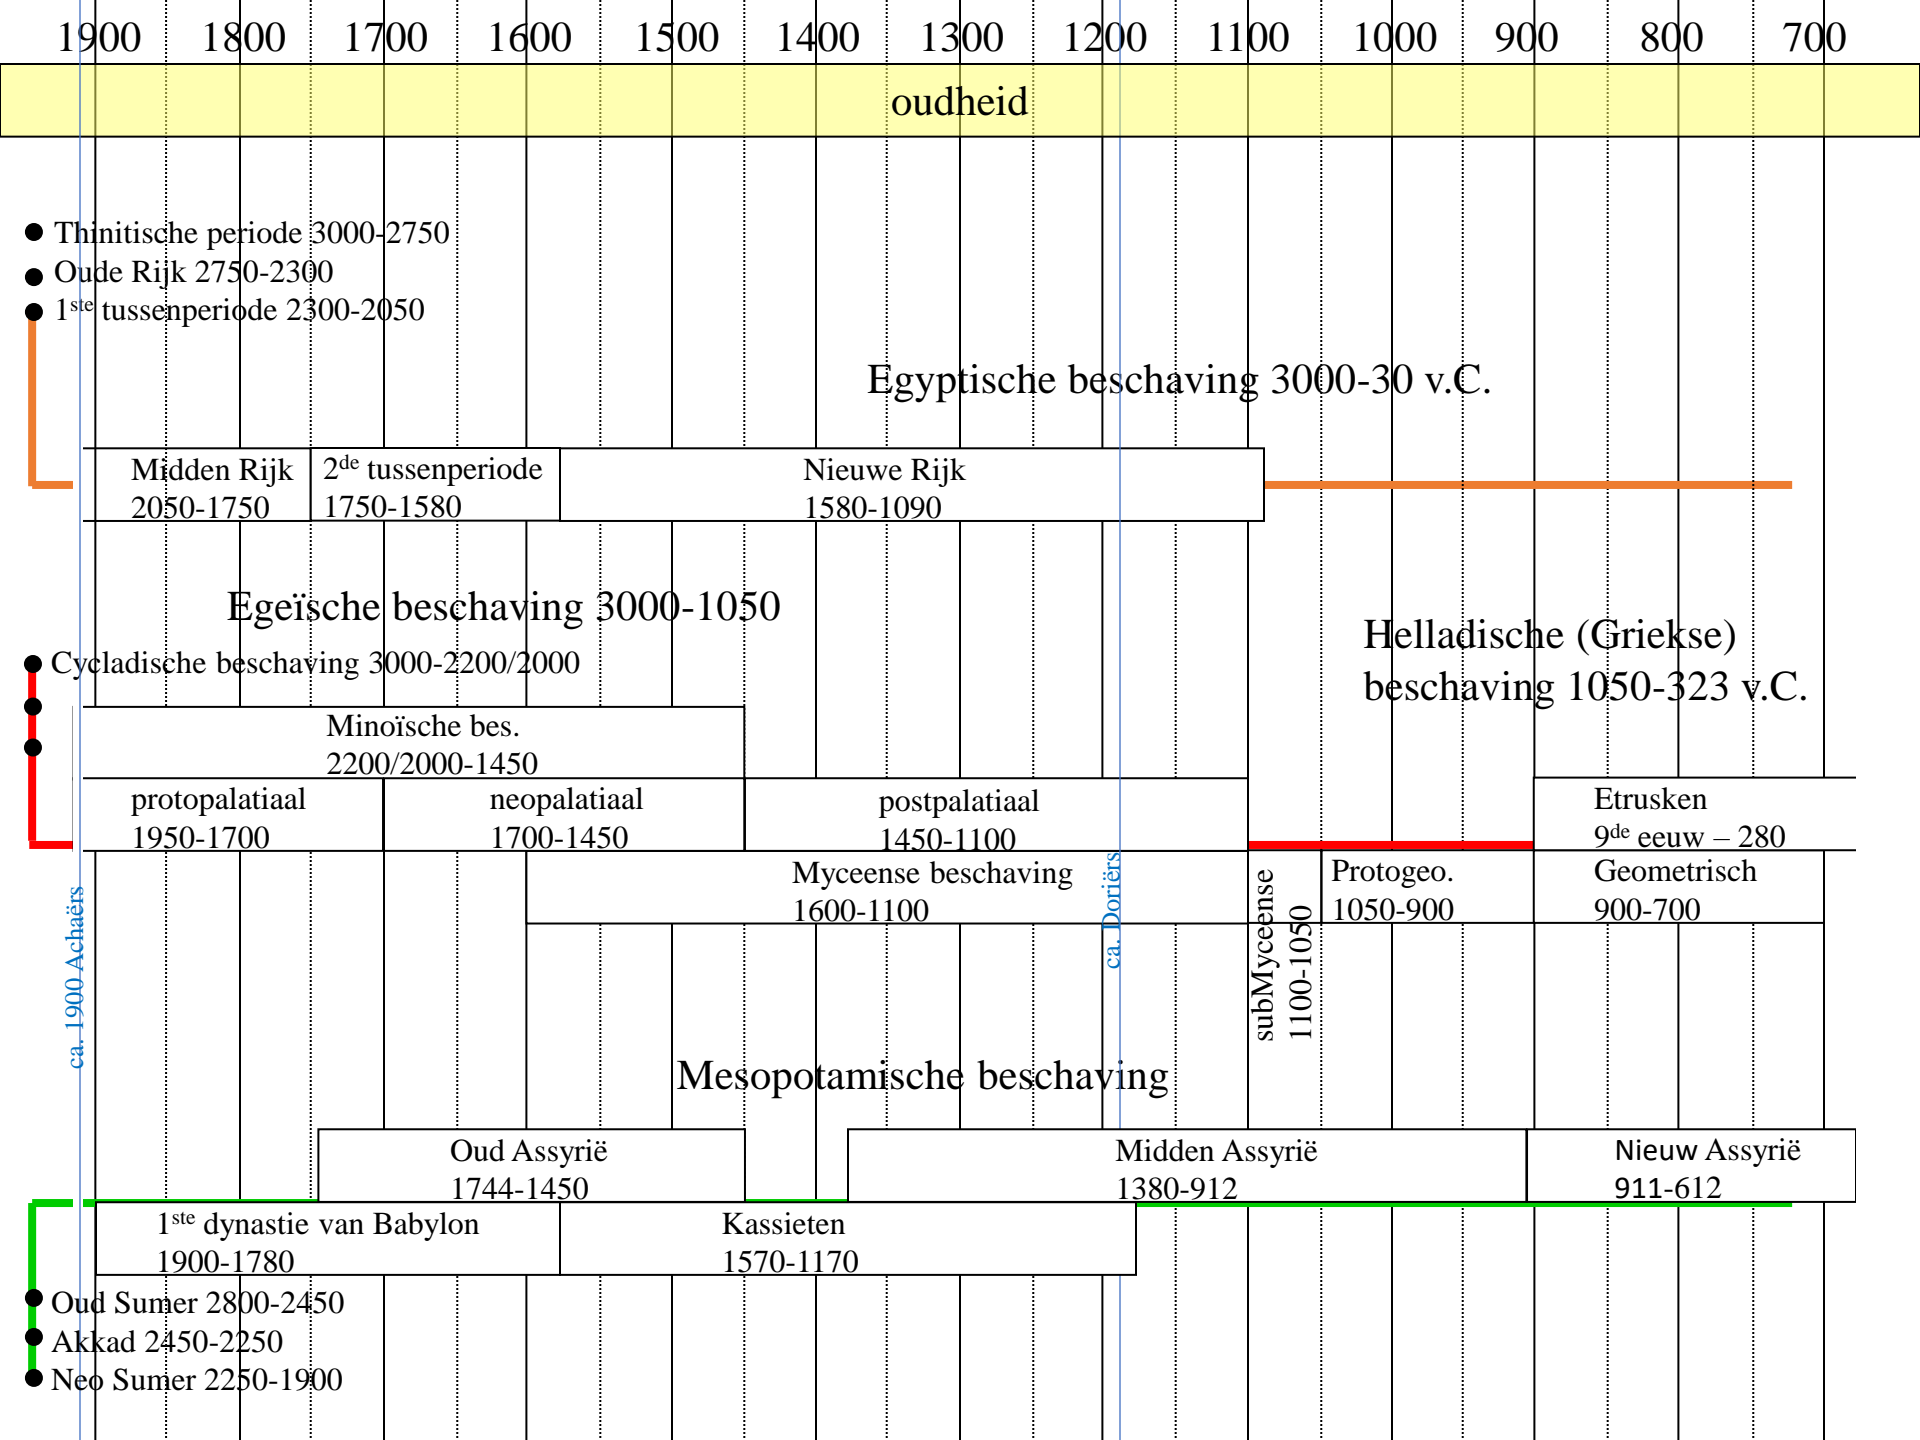 1900 1800 1700 1600 1500 1400 1300 1200 1100 1000 900 800 700
oudheid
Thinitische periode 3000-2750
Oude Rijk 2750-2300
1ste tussenperiode 2300-2050
Egyptische beschaving 3000-30 v.C.
Midden Rijk
2050-1750
2de tussenperiode
1750-1580
Nieuwe Rijk
1580-1090
Egeïsche beschaving 3000-1050
Helladische (Griekse)
beschaving 1050-323 v.C.
Cycladische beschaving 3000-2200/2000
Minoïsche bes.
2200/2000-1450
protopalatiaal
1950-1700
neopalatiaal
1700-1450
postpalatiaal
1450-1100
Etrusken
9de eeuw – 280
Myceense beschaving
1600-1100
subMyceense
1100-1050
Protogeo.
1050-900
Geometrisch
900-700
ca. 1900 Achaërs
ca. Doriërs
Mesopotamische beschaving
Oud Assyrië
1744-1450
Midden Assyrië
1380-912
Nieuw Assyrië
911-612
1ste dynastie van Babylon
1900-1780
Kassieten
1570-1170
Oud Sumer 2800-2450
Akkad 2450-2250
Neo Sumer 2250-1900